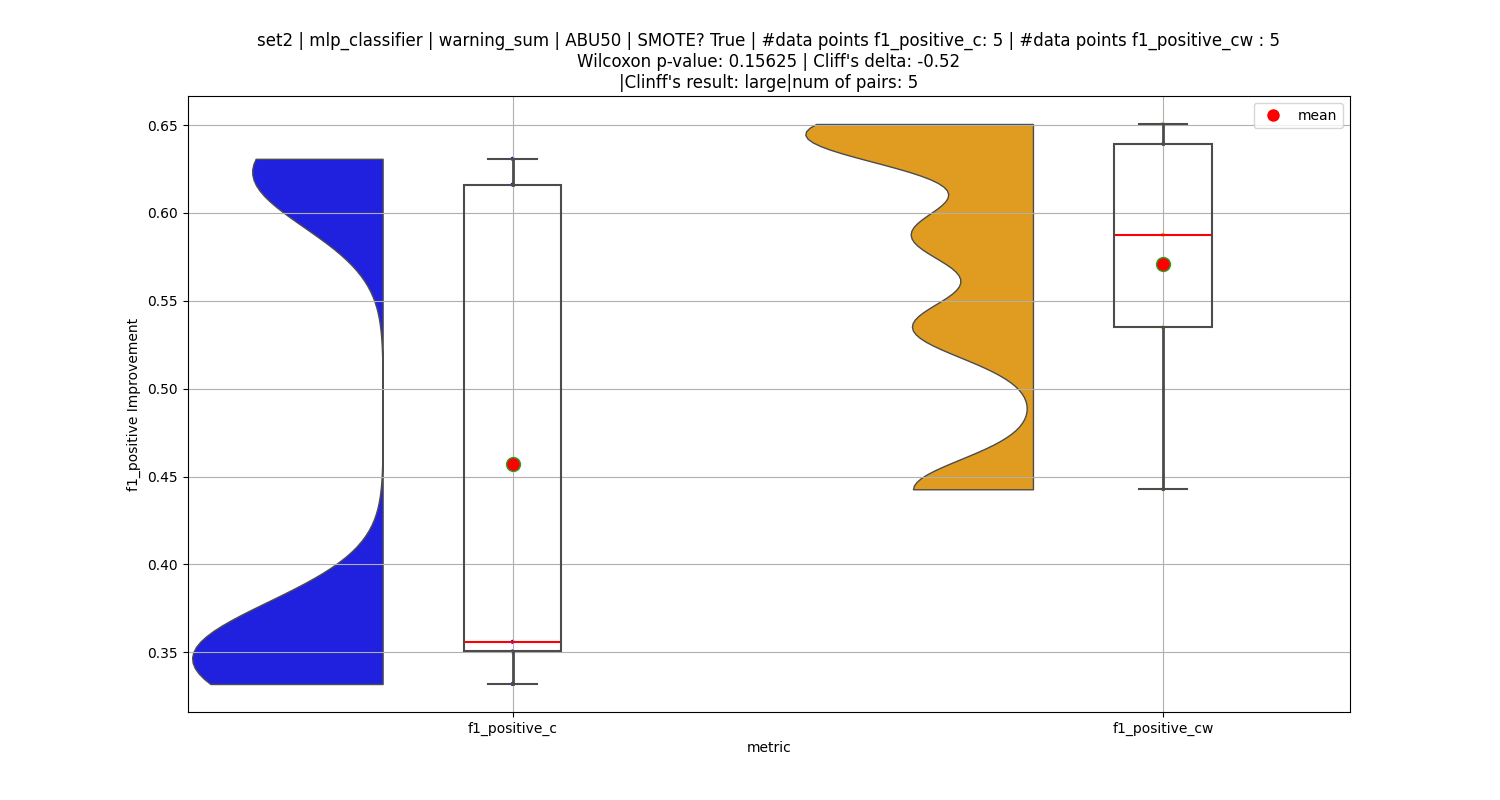 set2 | mlp_classifier | warning_sum | ABU50 | SMOTE? True | #data points f1_positive_c: 5 | #data points f1_positive_cw : 5
Wilcoxon p-value: 0.15625 | Cliff's delta: -0.52
|Clinff's result: large|num of pairs: 5
mean
0.65
0.60
0.55
0.50
0.45
0.40
0.35
f1_positive Improvement
f1_positive_c
f1_positive_cw
metric